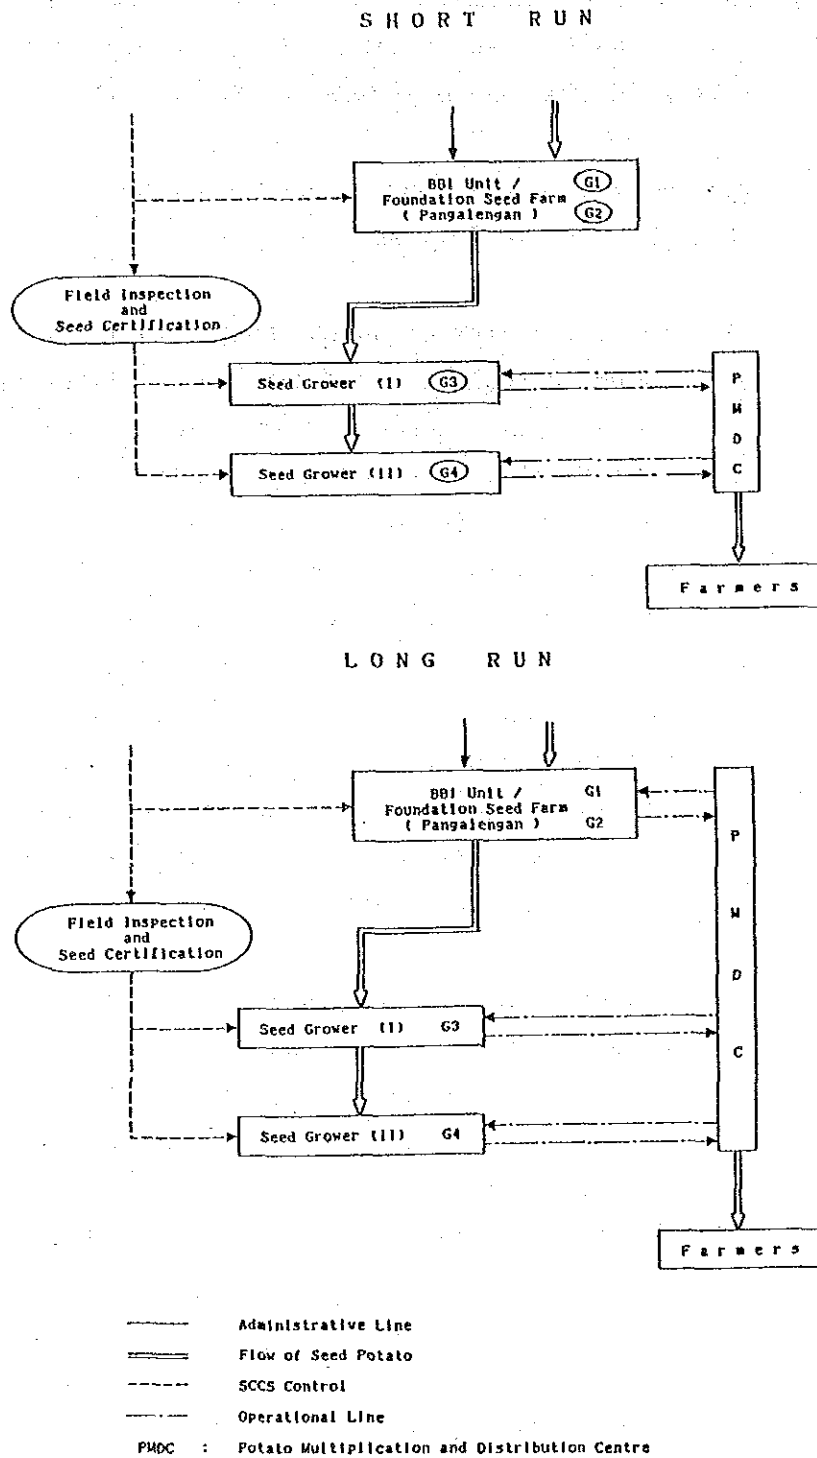 SHORT RUN
BBI Unit / G1
Foundation Seed Farm
( Pangalengan ) G2
Field Inspection
and
Seed Certification
Seed Grower (I) G3
P
M
D
C
Seed Grower (II) G4
Farmers
LONG RUN
BBI Unit / G1
Foundation Seed Farm
( Pangalengan ) G2
P
Field Inspection
and
Seed Certification
M
D
Seed Grower (I) G3
C
Seed Grower (II) G4
Farmers
Administrative Line
Flow of Seed Potato
SCCS Control
Operational Line
PMDC : Potato Multiplication and Distribution Centre